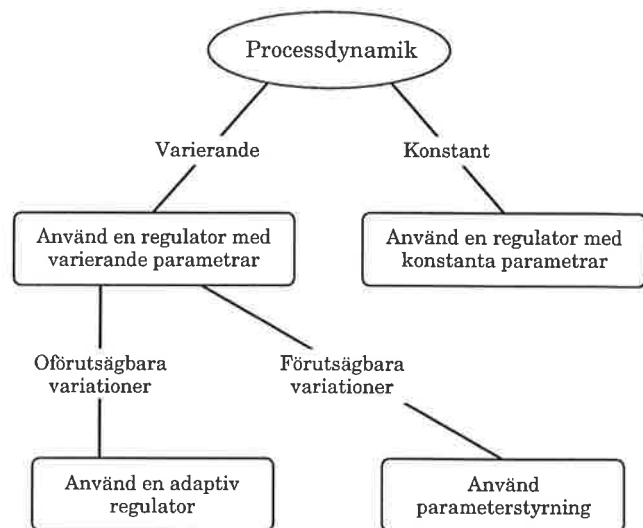 Processdynamik
Varierande
Konstant
Använd en regulator med
varierande parametrar
Använd en regulator med
konstanta parametrar
Oförutsägbara
variationer
Förutsägbara
variationer
Använd en adaptiv
regulator
Använd
parameterstyrning